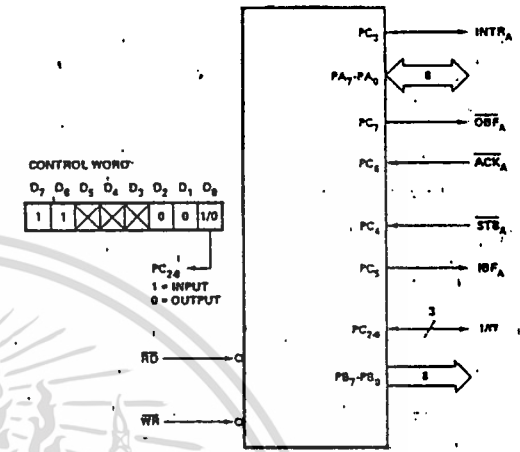 PC3 INTRA
PA7-PA0 8
PC7 OBFA
CONTROL WORD
PC6 ACKA
D7 D6 D5 D4 D3 D2 D1 D0
1 1 0 0 1/0
PC4 STBA
PC5 IBFA
PC2-0
1 = INPUT
0 = OUTPUT
3
PC2-0
RD
PB7-PB0 8
WR